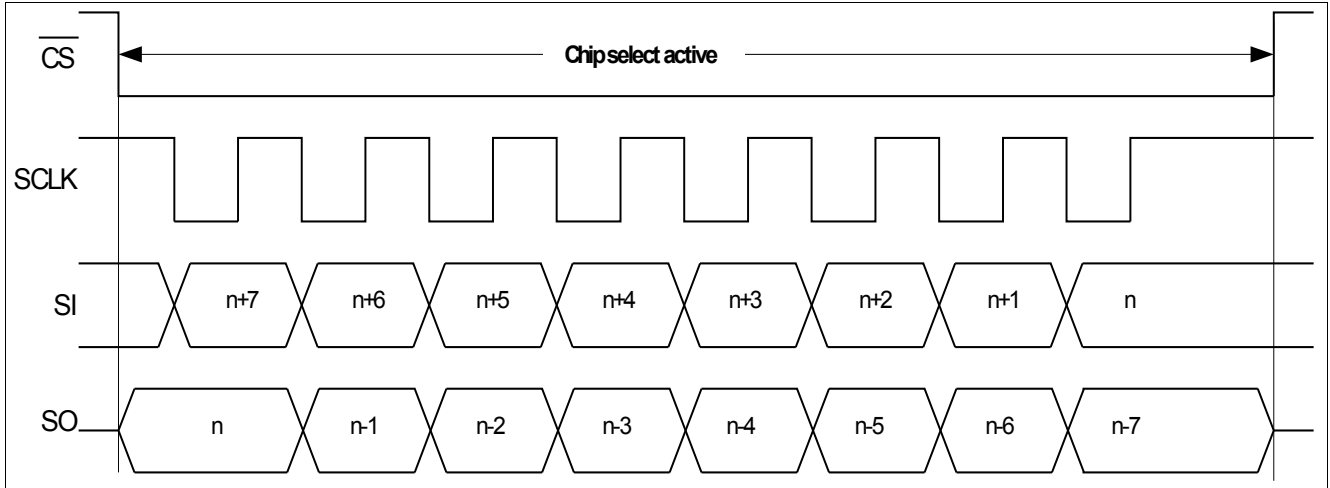 CS
Chip select active
SCLK
SI
n+7 n+6 n+5 n+4 n+3 n+2 n+1 n
SO
n n-1 n-2 n-3 n-4 n-5 n-6 n-7